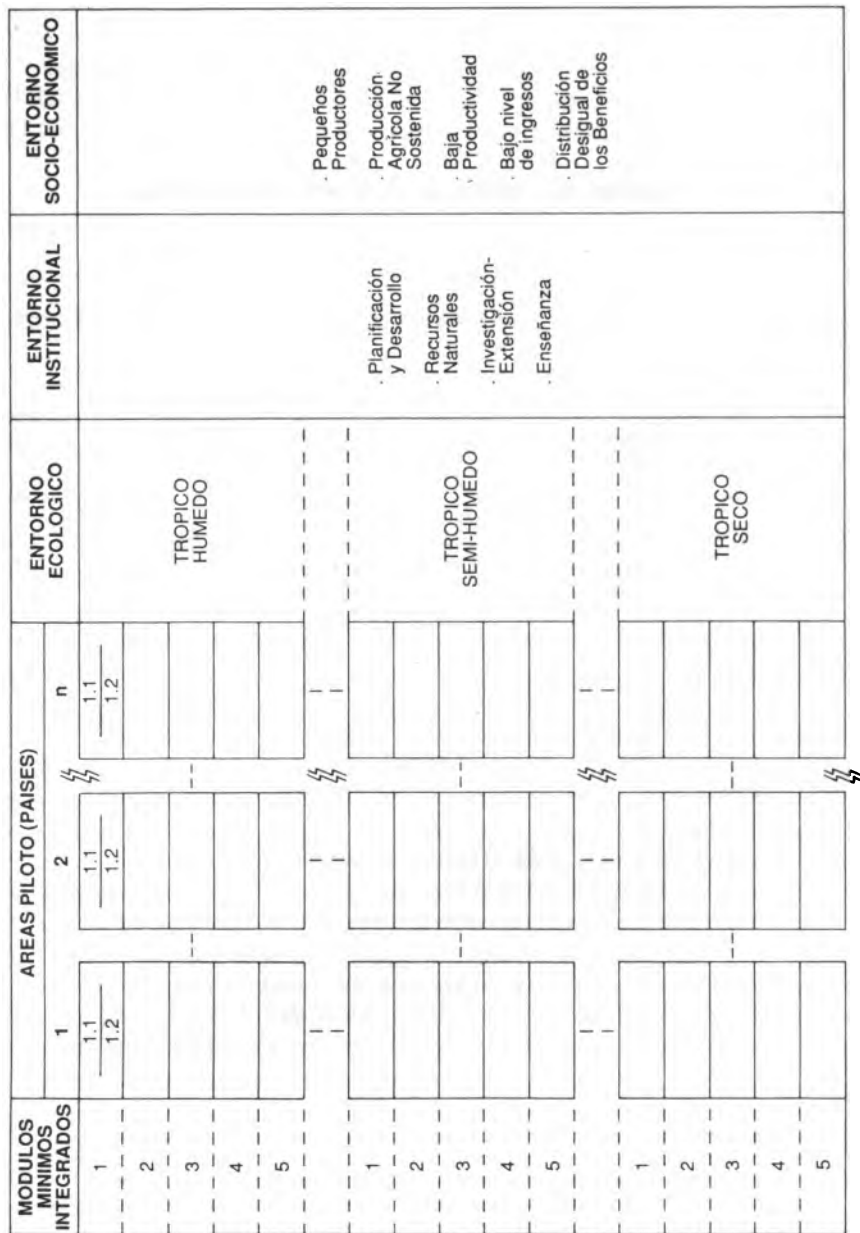 MODULOS
MINIMOS
INTEGRADOS
AREAS PILOTO (PAISES)
1
2
n
ENTORNO
ECOLOGICO
ENTORNO
INSTITUCIONAL
ENTORNO
SOCIO-ECONOMICO
1
1.1
1.2
1.1
1.2
1.1
1.2
2
3
4
5
TROPICO
HUMEDO
1
2
3
4
5
TROPICO
SEMI-HUMEDO
1
2
3
4
5
TROPICO
SECO
. Planificación
y Desarrollo
. Recursos
Naturales
. Investigación-
Extensión
. Enseñanza
. Pequeños
Productores
. Producción
Agrícola No
Sostenida
. Baja
Productividad
. Bajo nivel
de ingresos
. Distribución
Desigual de
los Beneficios